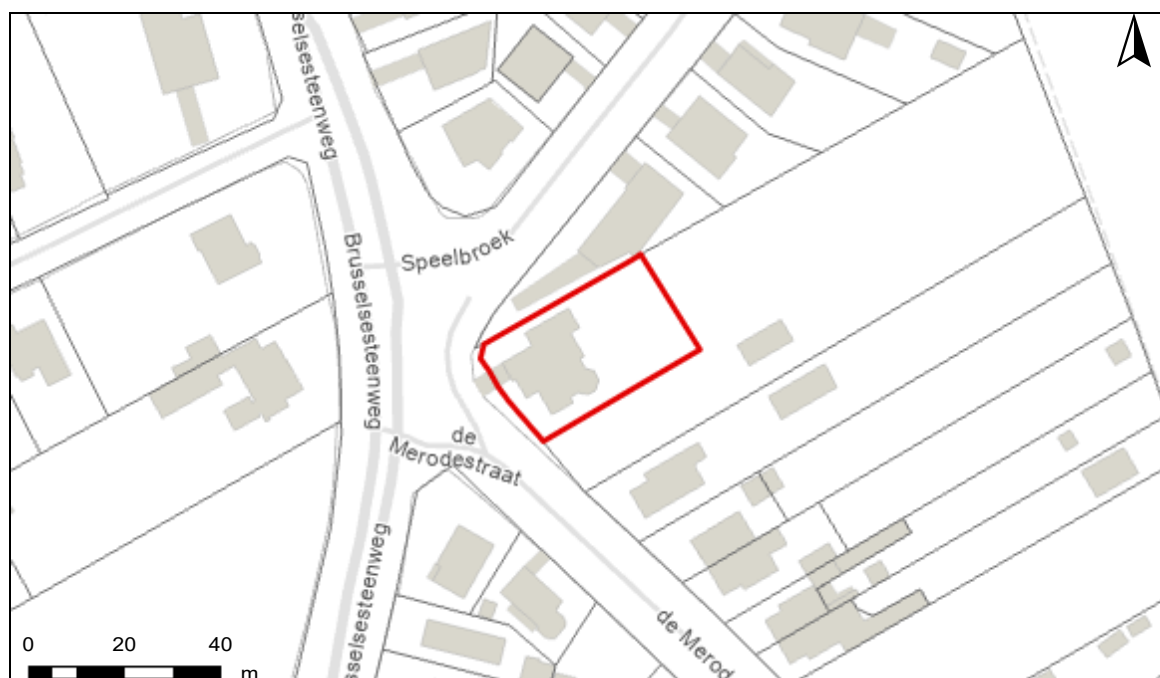 selsesteenweg
Speelbroek
Brusselsesteenweg
de
Merodestraat
sselsesteenweg
de Merod
0 20 40
m